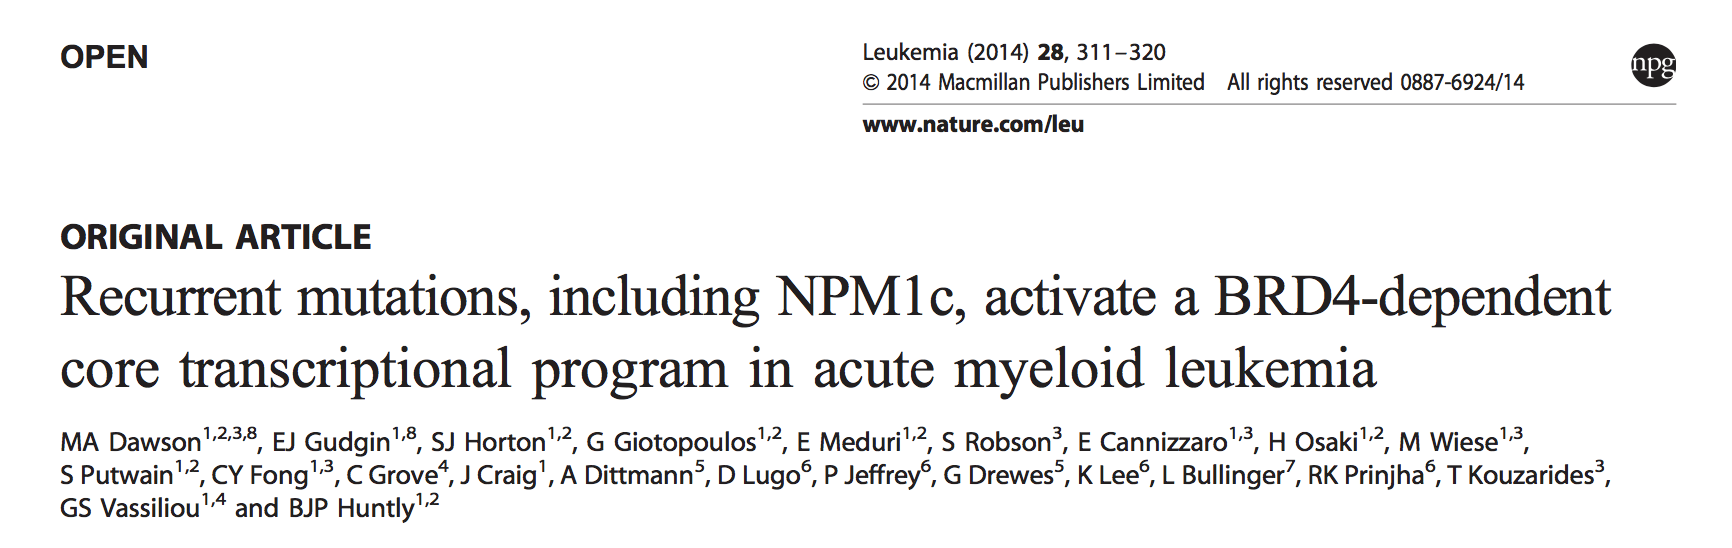 OPEN
Leukemia (2014) 28, 311–320
© 2014 Macmillan Publishers Limited All rights reserved 0887-6924/14
npg
www.nature.com/leu
ORIGINAL ARTICLE
Recurrent mutations, including NPM1c, activate a BRD4-dependent
core transcriptional program in acute myeloid leukemia
MA Dawson1,2,3,8, EJ Gudgin1,8, SJ Horton1,2, G Giotopoulos1,2, E Meduri1,2, S Robson3, E Cannizzaro1,3, H Osaki1,2, M Wiese1,3,
S Putwain1,2, CY Fong1,3, C Grove4, J Craig1, A Dittmann5, D Lugo6, P Jeffrey6, G Drewes5, K Lee6, L Bullinger7, RK Prinjha6, T Kouzarides3,
GS Vassiliou1,4 and BJP Huntly1,2